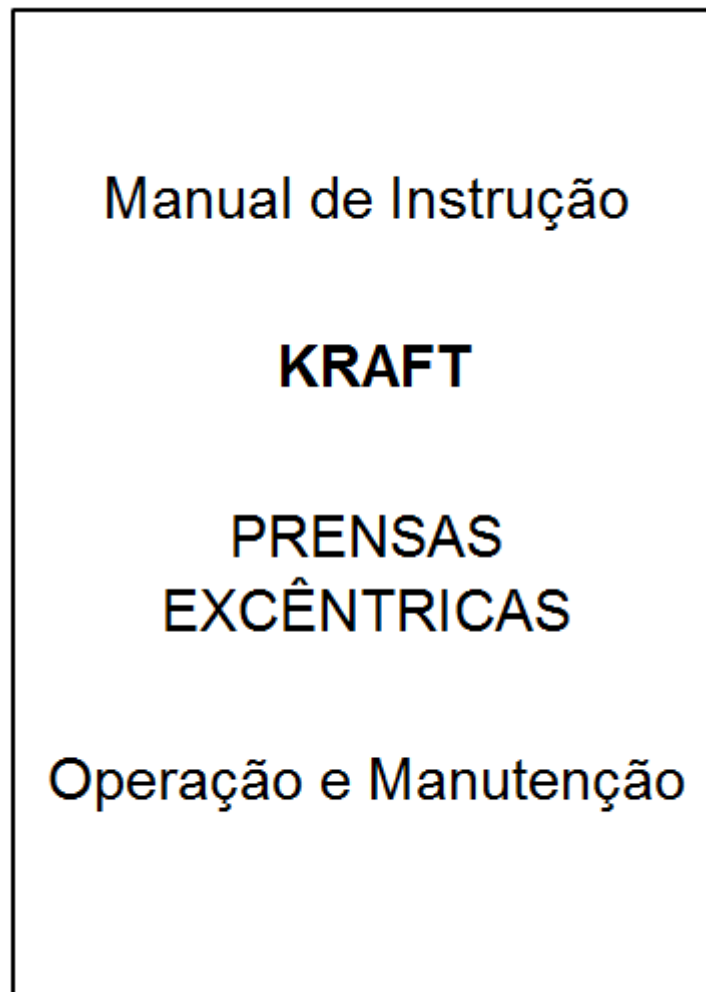 Manual de Instrução
KRAFT
PRENSAS
EXCÊNTRICAS
Operação e Manutenção